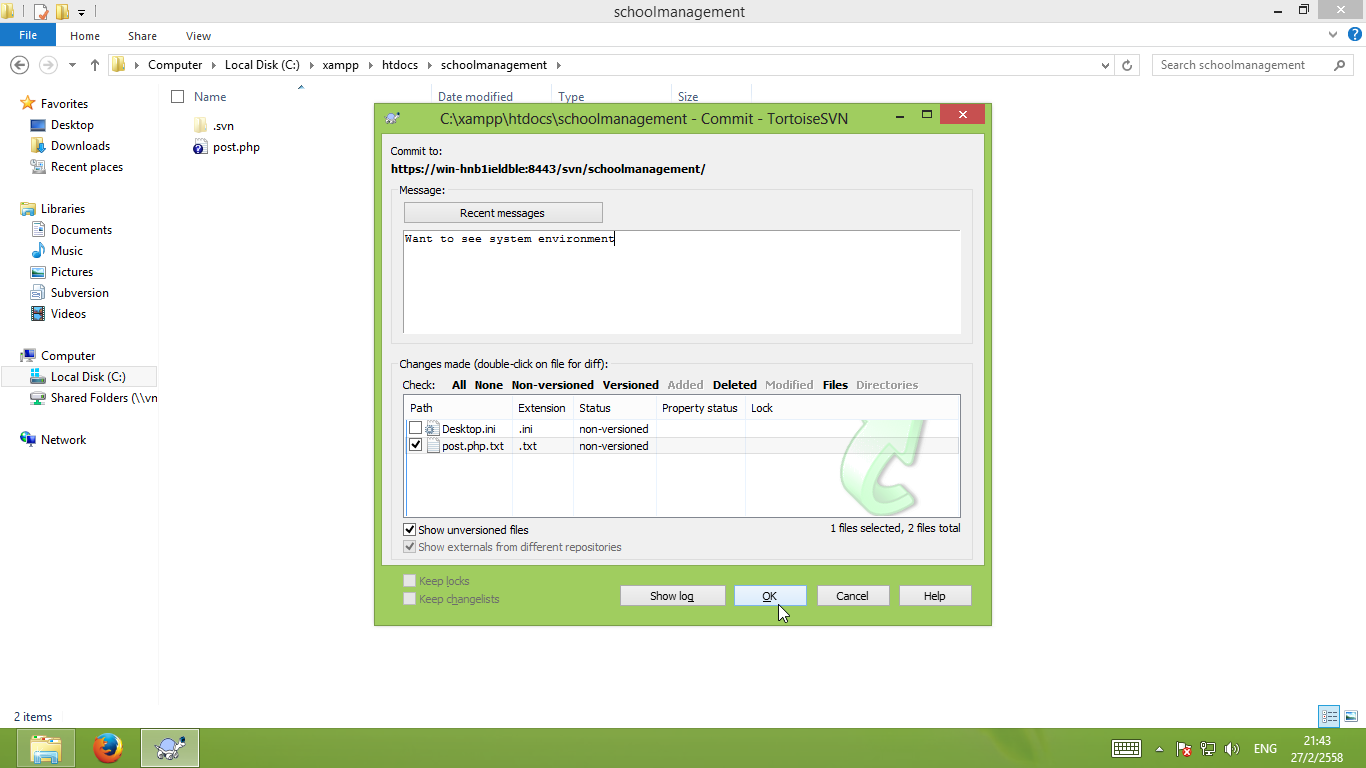 schoolmanagement
File Home Share View
Computer Local Disk (C:) xampp htdocs schoolmanagement
Search schoolmanagement
Name Date modified Type Size
Favorites
Desktop
Downloads
Recent places
Libraries
Documents
Music
Pictures
Subversion
Videos
Computer
Local Disk (C:)
Shared Folders (\\vn
Network
.svn
post.php
C:\xampp\htdocs\schoolmanagement - Commit - TortoiseSVN
Commit to:
https://win-hnb1ieldble:8443/svn/schoolmanagement/
Message:
Recent messages
Want to see system environment
Changes made (double-click on file for diff):
Check: All None Non-versioned Versioned Added Deleted Modified Files Directories
Path Extension Status Property status Lock
Desktop.ini .ini non-versioned
post.php.txt .txt non-versioned
Show unversioned files
1 files selected, 2 files total
Show externals from different repositories
Keep locks
Keep changelists
Show log OK Cancel Help
2 items
ENG
21:43
27/2/2558